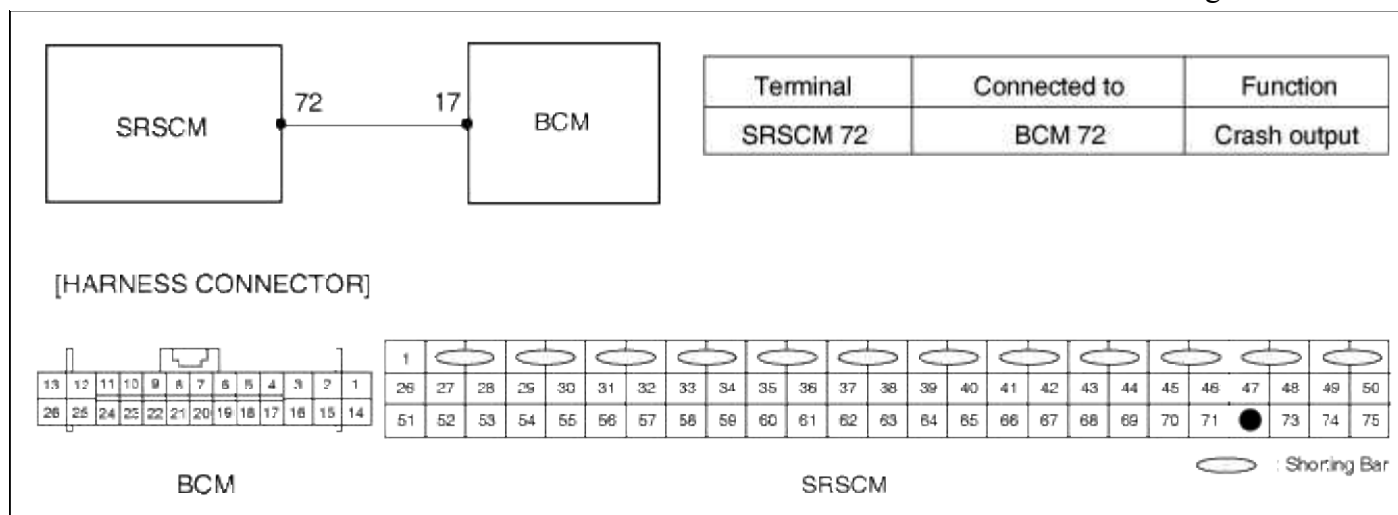 72
17
SRSCM
BCM
Terminal Connected to Function
SRSCM 72 BCM 72 Crash output
[HARNESS CONNECTOR]
13 12 11 10 9 8 7 6 5 4 3 2 1
26 25 24 23 22 21 20 19 18 17 16 15 14
BCM
1
26 27 28 29 30 31 32 33 34 35 36 37 38 39 40 41 42 43 44 45 46 47 48 49 50
51 52 53 54 55 56 57 58 59 60 61 62 63 64 65 66 67 68 69 70 71 73 74 75
: Shorting Bar
SRSCM